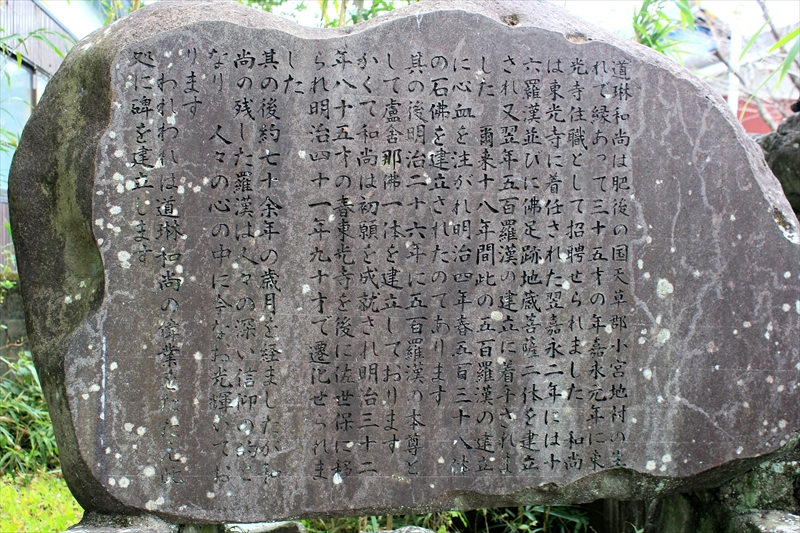 道琳和尚は肥後の国天草郡小宮地村の生
れで縁あって三十五才の年嘉永元年に東
光寺住職として招聘せられました 和尚
は東光寺に着任された翌嘉永二年には十
六羅漢並びに佛足跡地蔵菩薩二体を建立
され又翌年五百羅漢の建立に着手されま
した 爾来十八年間此の五百羅漢の建立
に心血を注がれ明治四年春五百三十八体
の石佛を建立されたのであります
其の後明治二十六年に五百羅漢の本尊と
して盧舎那佛一体を建立しております
かくて和尚は初願を成就され明治三十二
年八十五才の春東光寺を後に佐世保に移
られ明治四十一年九十才で遷化せられま
した
其の後約七十余年の歳月を経ましたが和
尚の残した羅漢は人々の深い信仰の的と
なり 人々の心の中に今なお光輝いてお
ります
われわれは道琳和尚の偉業をたたえ此
処に碑を建立します